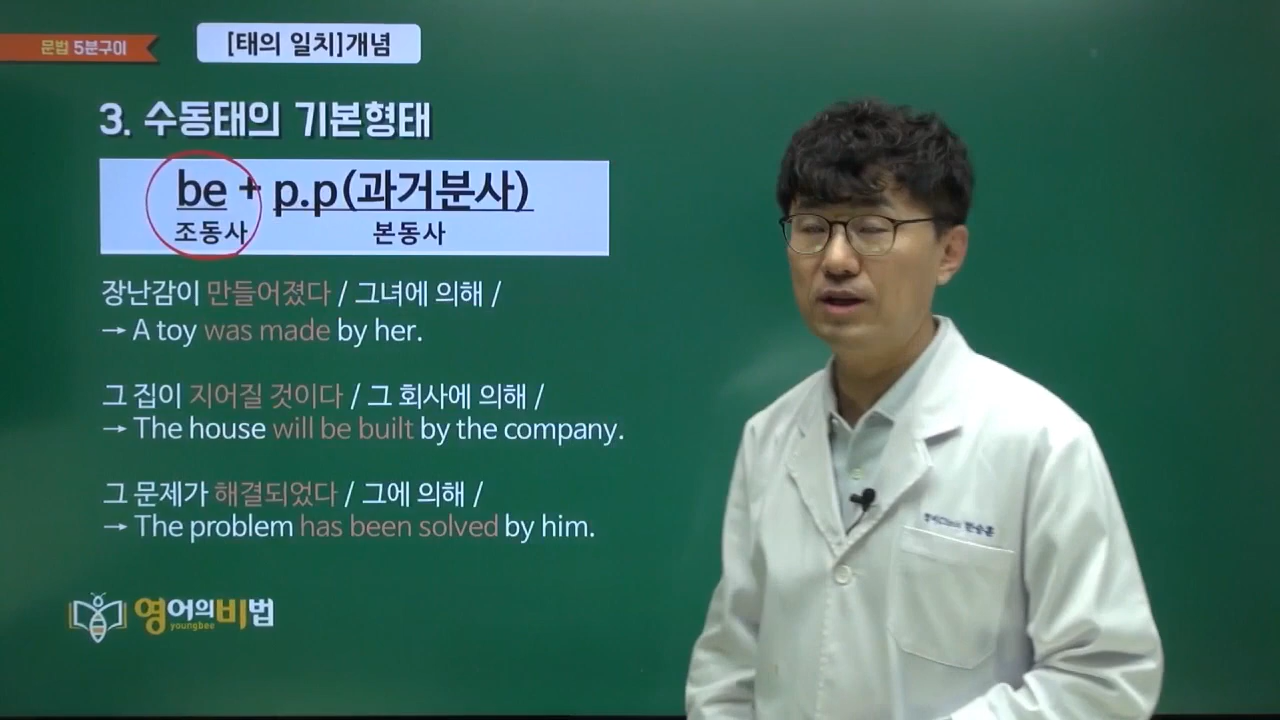 문법 5분구이
[태의 일치]개념
3. 수동태의 기본형태
be + p.p(과거분사)
조동사 본동사
장난감이 만들어졌다 / 그녀에 의해 /
→ A toy was made by her.
그 집이 지어질 것이다 / 그 회사에 의해 /
→ The house will be built by the company.
그 문제가 해결되었다 / 그에 의해 /
→ The problem has been solved by him.
영어의비법
youngbee